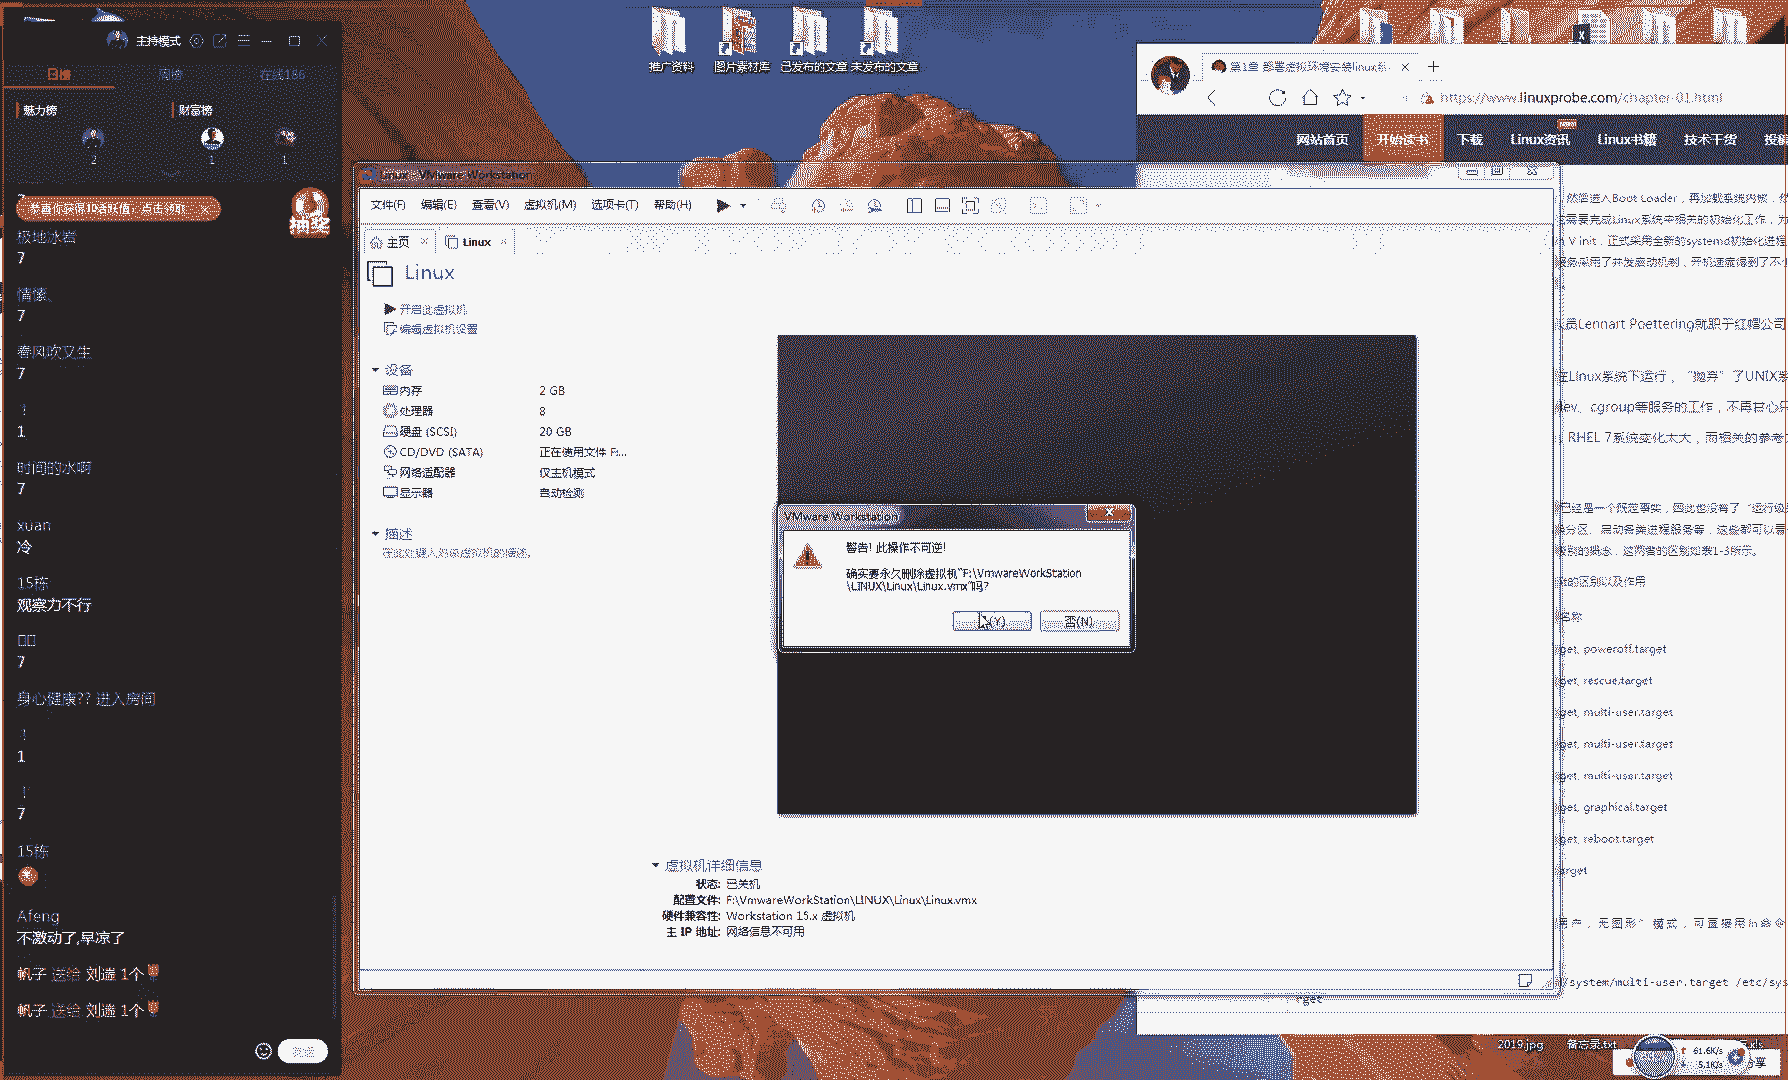 主持模式
日榜
周榜
在线186
魅力榜
财富榜
2
1
1
恭喜你获得10活跃值，点击领取
抽奖
极地冰岩
7
情愫、
7
春风吹又生
7
!
1
时间的水啊
7
xuan
冷
15栋
观察力不行
7
身心健康?? 进入房间
!
1
!
7
15栋
Afeng
不激动了,早凉了
帆子 送给 刘遄 1个
帆子 送给 刘遄 1个
发送
推广资料
图片素材库
已发布的文章
未发布的文章
第1章 部署虚拟环境安装linux系
https://www.linuxprobe.com/chapter-01.html
网站首页
开始读书
下载
Linux资讯
Linux书籍
技术干货
投稿
Linux - VMware Workstation
文件(F)
编辑(E)
查看(V)
虚拟机(M)
选项卡(T)
帮助(H)
主页
Linux
Linux
开启此虚拟机
编辑虚拟机设置
设备
内存 2 GB
处理器 8
硬盘 (SCSI) 20 GB
CD/DVD (SATA) 正在使用文件 F:...
网络适配器 仅主机模式
显示器 自动检测
描述
在此处键入对该虚拟机的描述。
VMware Workstation
警告! 此操作不可逆!
确实要永久删除虚拟机"F:\VmwareWorkStation
\LINUX\Linux\Linux.vmx"吗?
(Y)
否(N)
虚拟机详细信息
状态: 已关机
配置文件: F:\VmwareWorkStation\LINUX\Linux\Linux.vmx
硬件兼容性: Workstation 15.x 虚拟机
主 IP 地址: 网络信息不可用
然后进入Boot Loader，再加载系统内核，然
需要完成Linux系统中相关的初始化工作，为
V init，正式采用全新的systemd初始化进程
服务采用了并发启动机制，开机速度得到了不
员Lennart Poettering就职于红帽公司
在Linux系统下运行，“抛弃”了UNIX系
dev、cgroup等服务的工作，不再甘心只
RHEL 7系统变化太大，而相关的参考
已经是一个既定事实，因此也没有了“运行级
分区、启动各类进程服务等，这些都可以看
级别的概念，这两者的区别如表1-3所示。
的区别以及作用
名称
get, poweroff.target
get, rescue.target
get, multi-user.target
get, multi-user.target
get, multi-user.target
get, graphical.target
get, reboot.target
target
用户，无图形”模式，可直接用ln命令
/system/multi-user.target /etc/sys
rget
2019.jpg
备忘录.txt
.xls
61.6K/s
5.1K/s
享